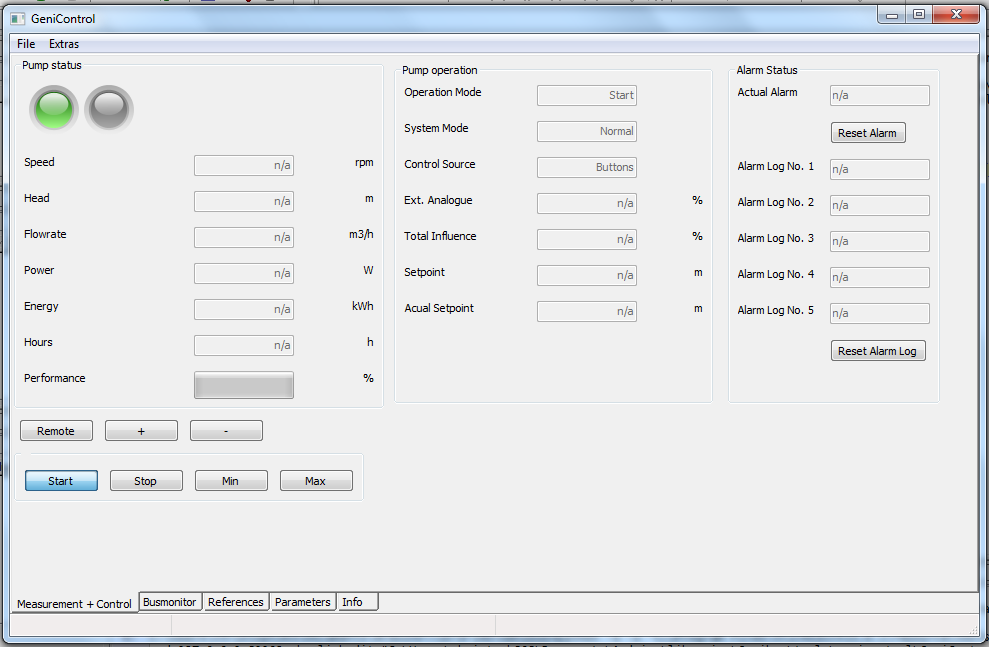 GeniControl
File Extras
Pump status
Speed n/a rpm
Head n/a m
Flowrate n/a m3/h
Power n/a W
Energy n/a kWh
Hours n/a h
Performance %
Remote + -
Start Stop Min Max
Pump operation
Operation Mode Start
System Mode Normal
Control Source Buttons
Ext. Analogue n/a %
Total Influence n/a %
Setpoint n/a m
Acual Setpoint n/a m
Alarm Status
Actual Alarm n/a
Reset Alarm
Alarm Log No. 1 n/a
Alarm Log No. 2 n/a
Alarm Log No. 3 n/a
Alarm Log No. 4 n/a
Alarm Log No. 5 n/a
Reset Alarm Log
Measurement + Control Busmonitor References Parameters Info